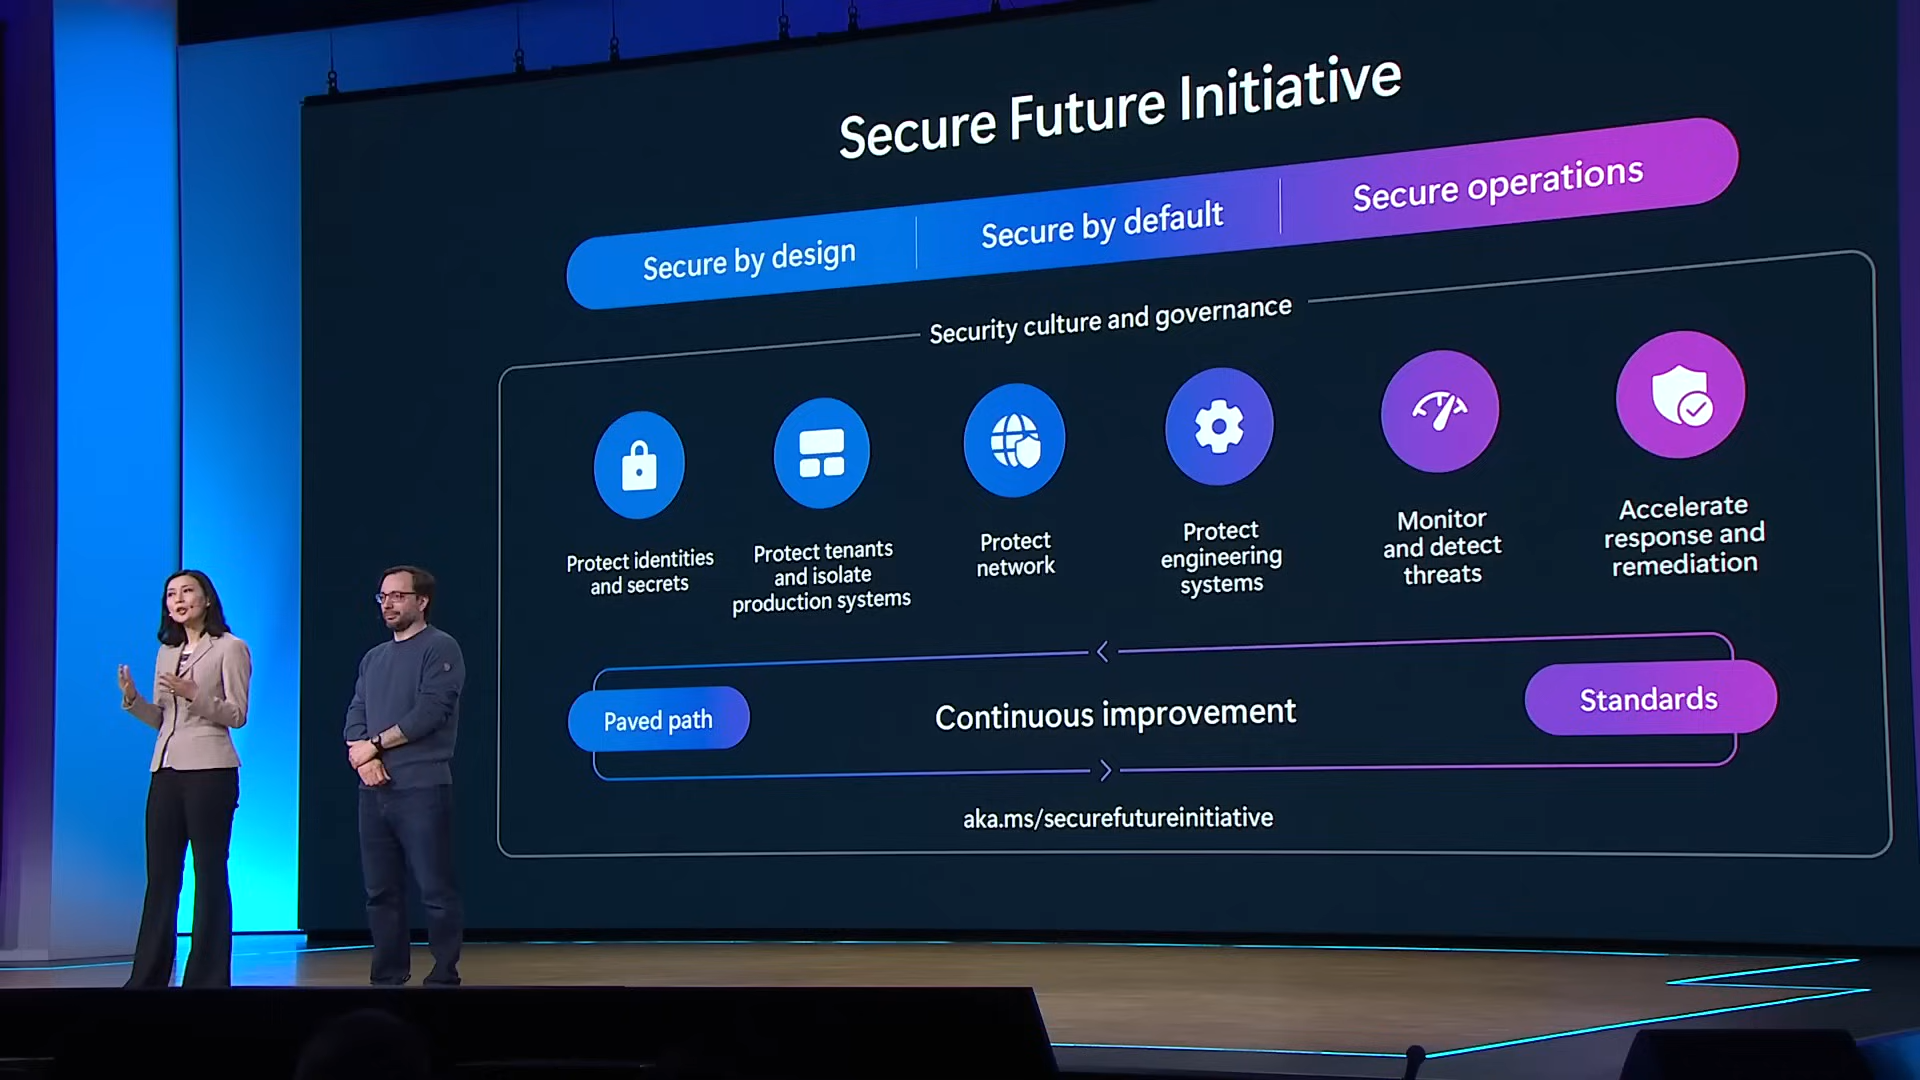 Secure Future Initiative
Secure by design
Secure by default
Secure operations
Security culture and governance
Protect identities
and secrets
Protect tenants
and isolate
production systems
Protect
network
Protect
engineering
systems
Monitor
and detect
threats
Accelerate
response and
remediation
Paved path
Continuous improvement
Standards
aka.ms/securefutureinitiative